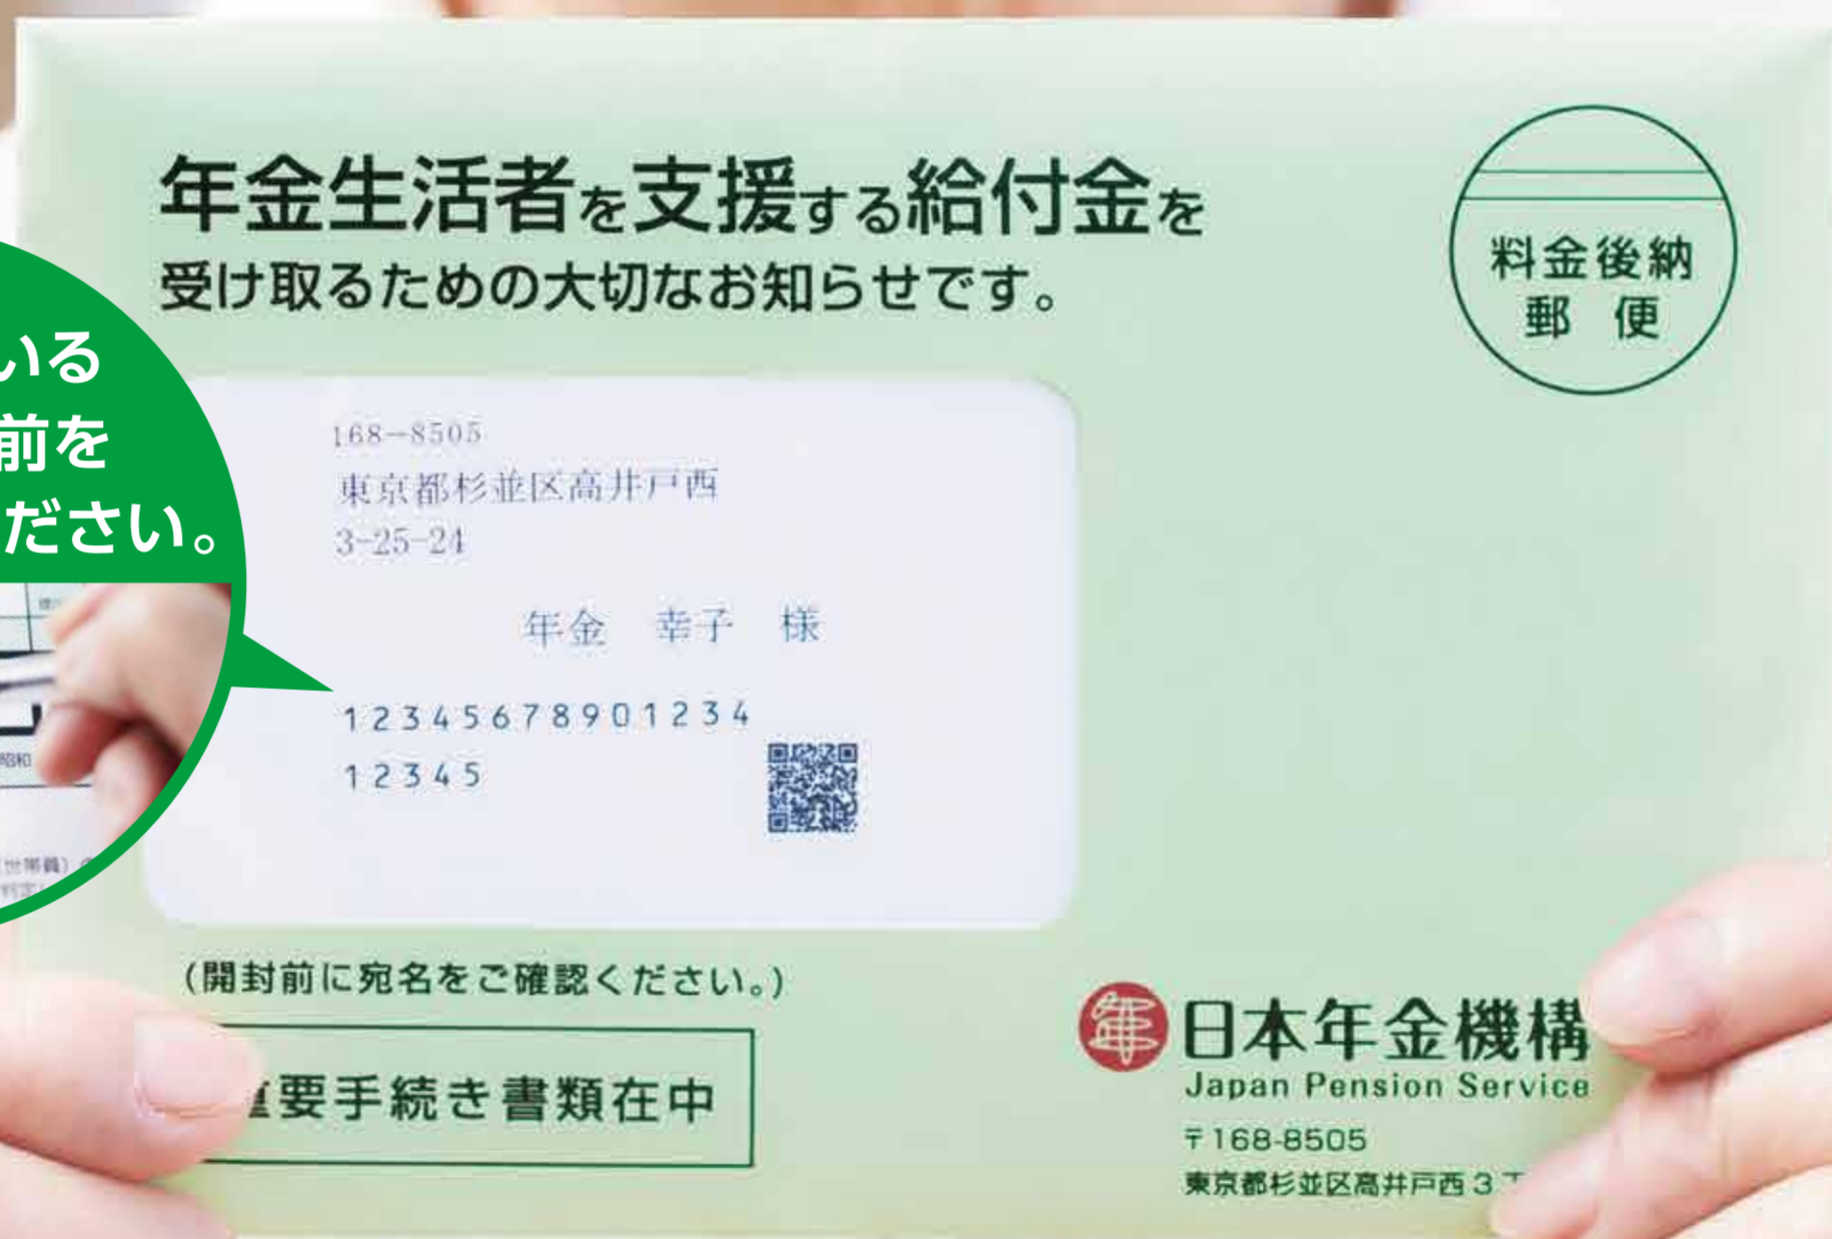 年金生活者を支援する給付金を
受け取るための大切なお知らせです。
料金後納
郵 便
いる
前を
ださい。
168-8505
東京都杉並区高井戸西
3-25-24
年金 幸子 様
12345678901234
12345
昭和
(世帯員)
(開封前に宛名をご確認ください。)
要手続き書類在中
日本年金機構
Japan Pension Service
〒168-8505
東京都杉並区高井戸西3